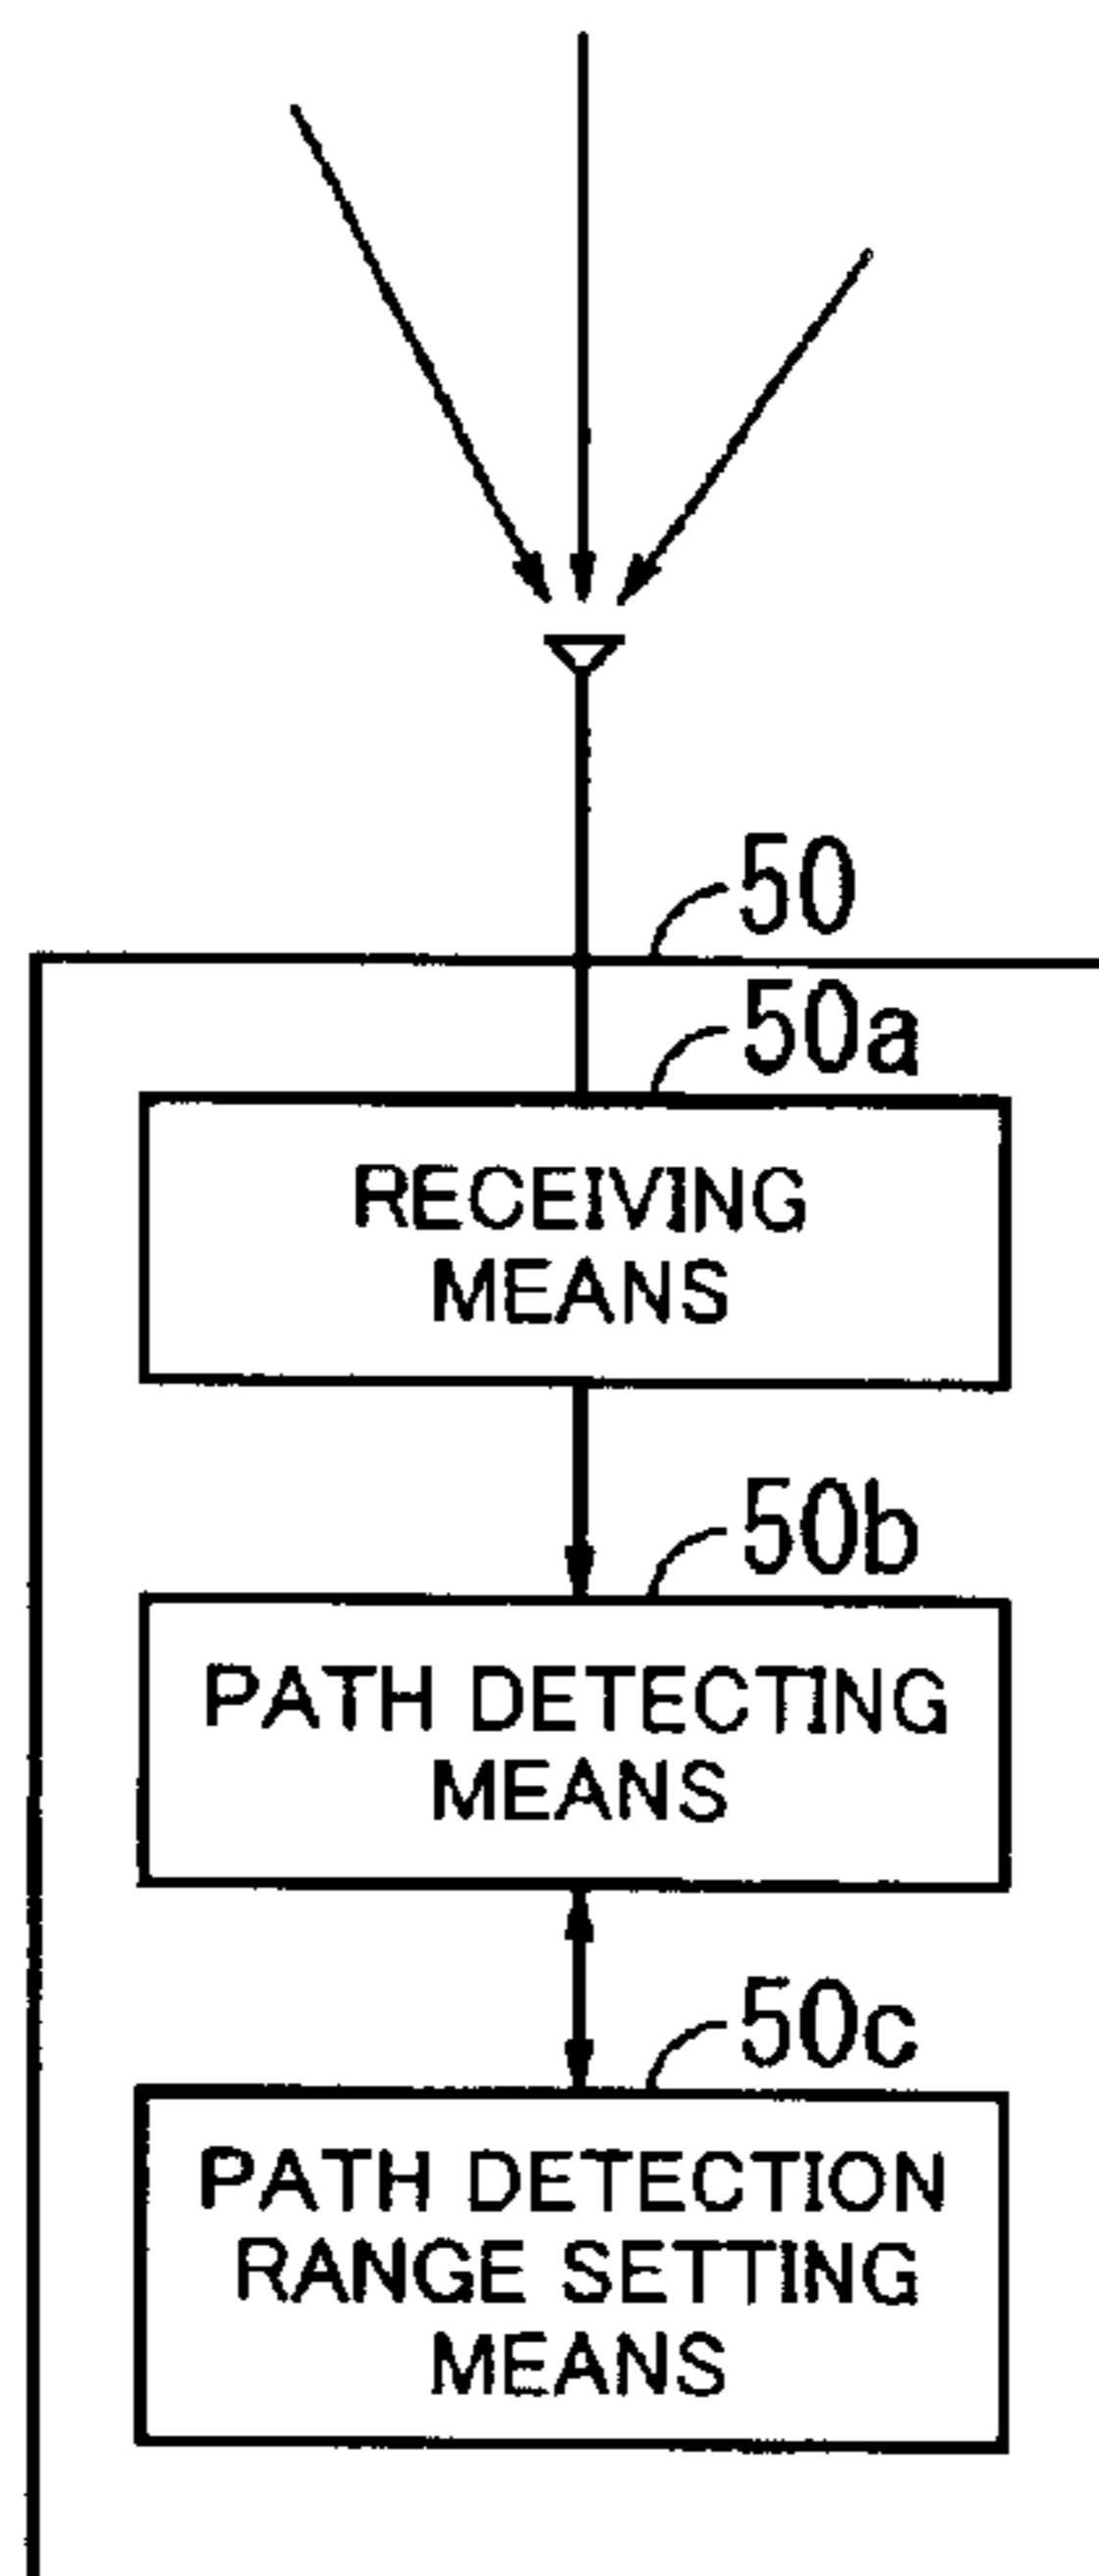 50
50a
RECEIVING
MEANS
50b
PATH DETECTING
MEANS
50c
PATH DETECTION
RANGE SETTING
MEANS